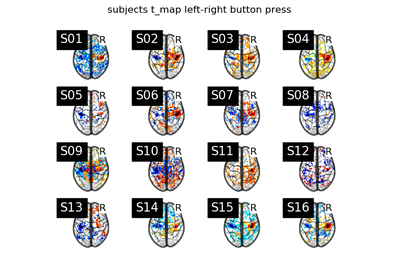 subjects t_map left-right button press
S01 R S02 R S03 R S04 R
S05 R S06 R S07 R S08 R
S09 R S10 R S11 R S12 R
S13 R S14 R S15 R S16 R